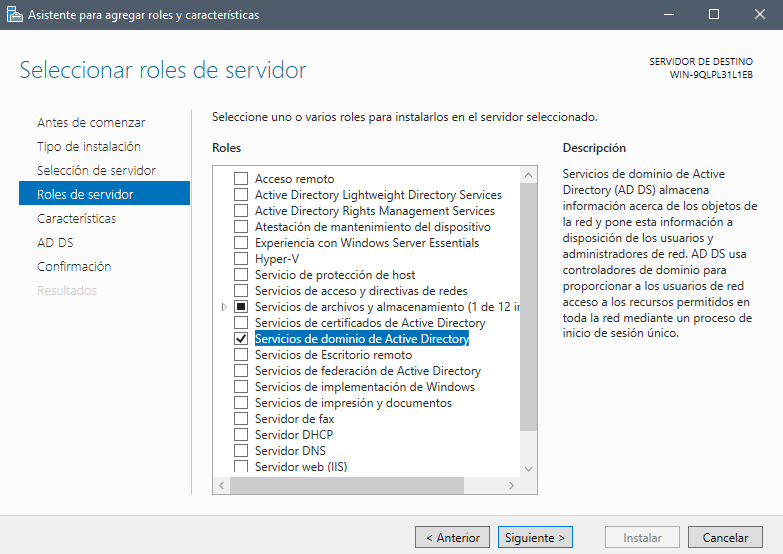 Asistente para agregar roles y características
Seleccionar roles de servidor
SERVIDOR DE DESTINO
WIN-9QLPL31L1EB
Antes de comenzar
Tipo de instalación
Selección de servidor
Roles de servidor
Características
AD DS
Confirmación
Resultados
Seleccione uno o varios roles para instalarlos en el servidor seleccionado.
Roles
Acceso remoto
Active Directory Lightweight Directory Services
Active Directory Rights Management Services
Atestación de mantenimiento del dispositivo
Experiencia con Windows Server Essentials
Hyper-V
Servicio de protección de host
Servicios de acceso y directivas de redes
Servicios de archivos y almacenamiento (1 de 12 in
Servicios de certificados de Active Directory
Servicios de dominio de Active Directory
Servicios de Escritorio remoto
Servicios de federación de Active Directory
Servicios de implementación de Windows
Servicios de impresión y documentos
Servidor de fax
Servidor DHCP
Servidor DNS
Servidor web (IIS)
Descripción
Servicios de dominio de Active
Directory (AD DS) almacena
información acerca de los objetos de
la red y pone esta información a
disposición de los usuarios y
administradores de red. AD DS usa
controladores de dominio para
proporcionar a los usuarios de red
acceso a los recursos permitidos en
toda la red mediante un proceso de
inicio de sesión único.
< Anterior
Siguiente >
Instalar
Cancelar